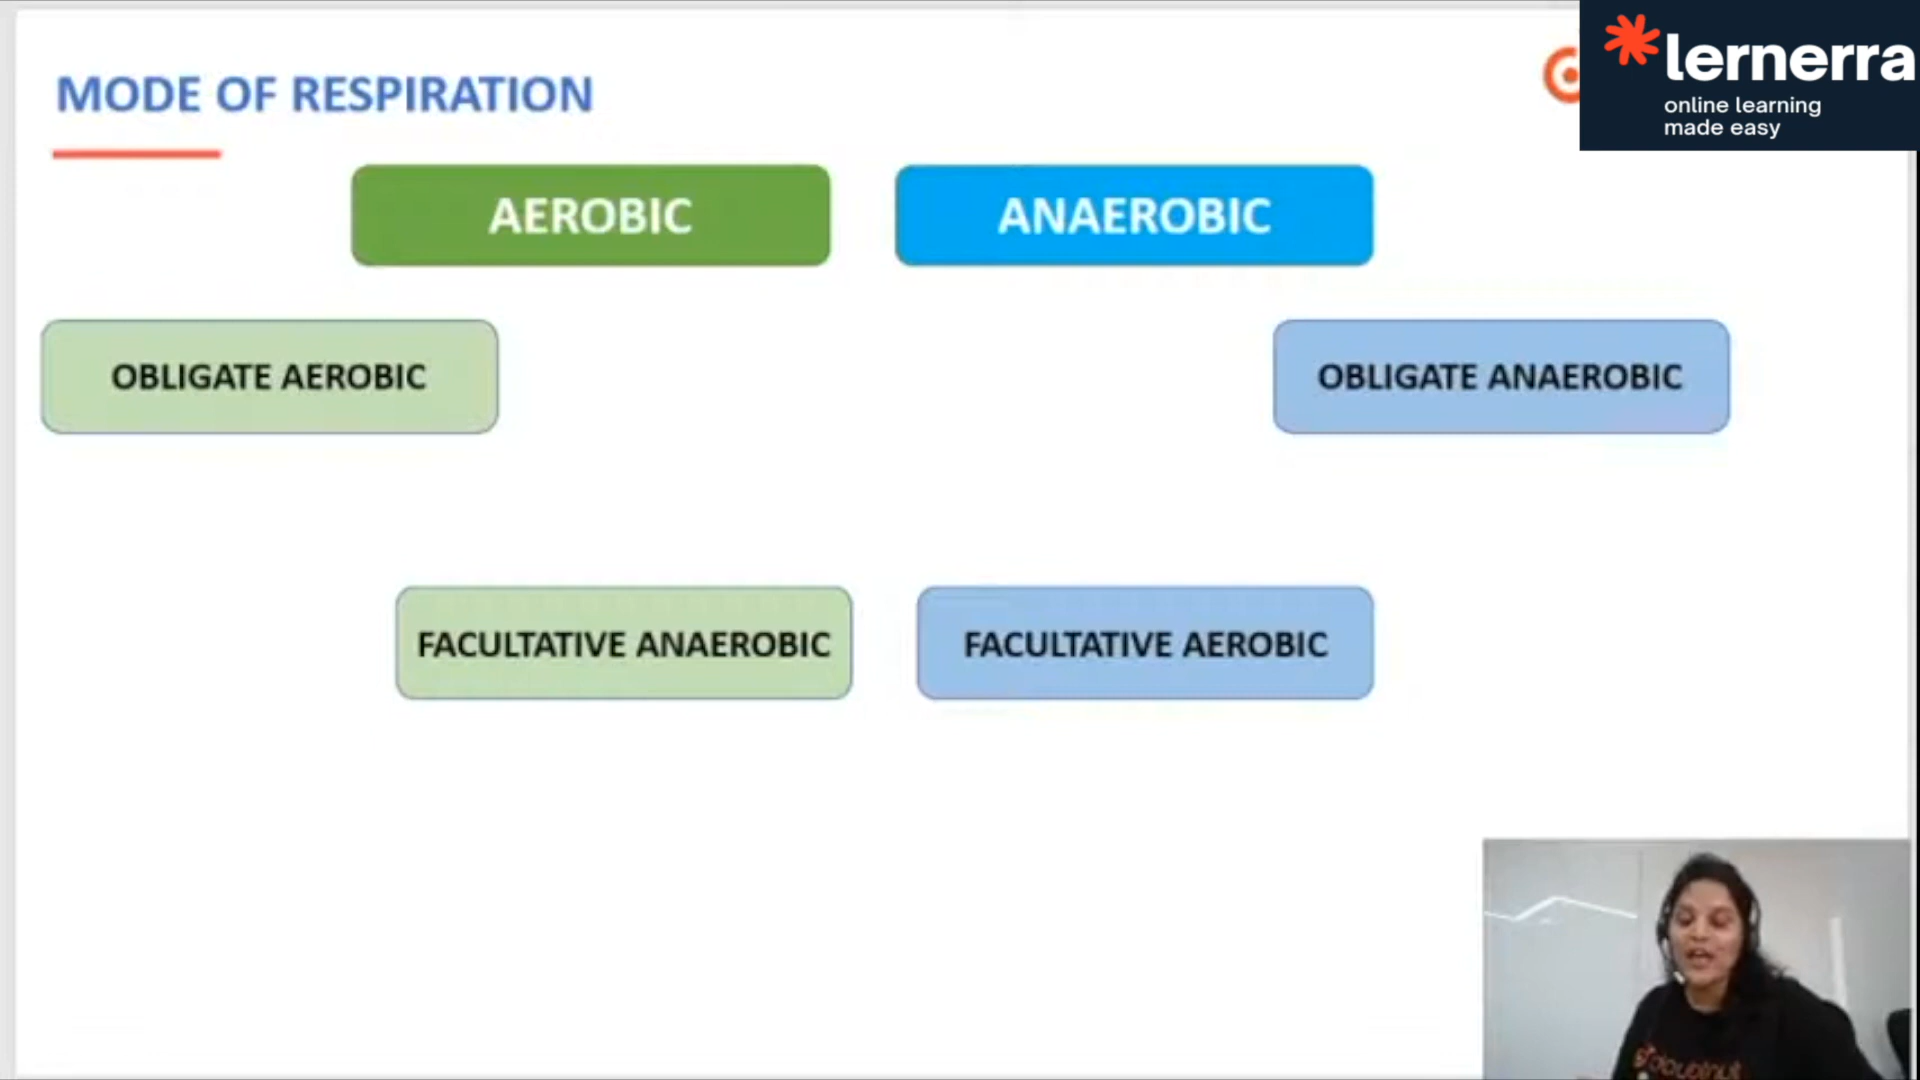 MODE OF RESPIRATION
lernerra
online learning
made easy
AEROBIC
ANAEROBIC
OBLIGATE AEROBIC
OBLIGATE ANAEROBIC
FACULTATIVE ANAEROBIC
FACULTATIVE AEROBIC